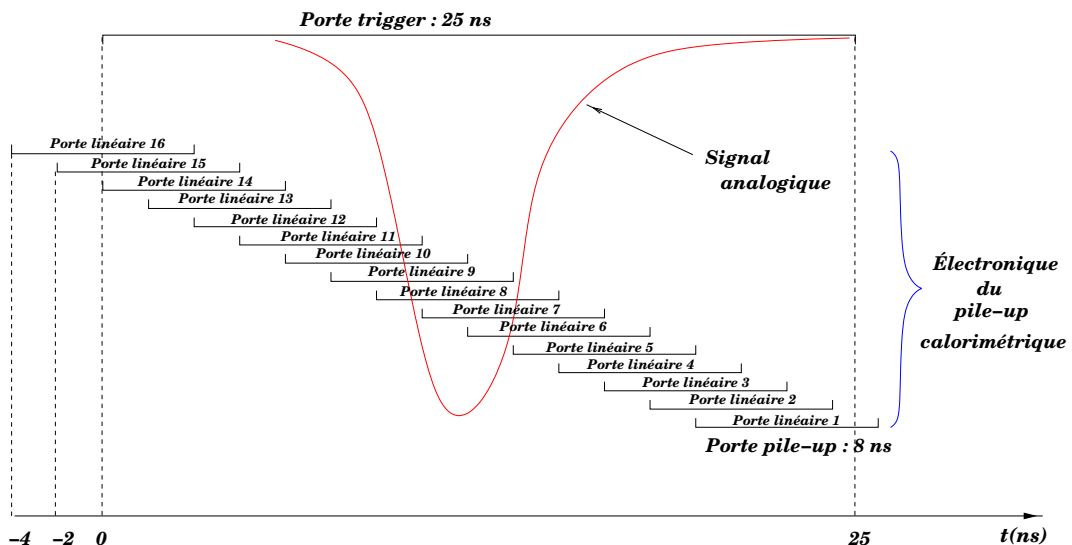 Porte trigger : 25 ns
Porte linéaire 16
Porte linéaire 15
Porte linéaire 14
Porte linéaire 13
Porte linéaire 12
Porte linéaire 11
Porte linéaire 10
Porte linéaire 9
Porte linéaire 8
Porte linéaire 7
Porte linéaire 6
Porte linéaire 5
Porte linéaire 4
Porte linéaire 3
Porte linéaire 2
Porte linéaire 1
Signal
analogique
Électronique
du
pile-up
calorimétrique
Porte pile-up : 8 ns
-4 -2 0 25 t(ns)